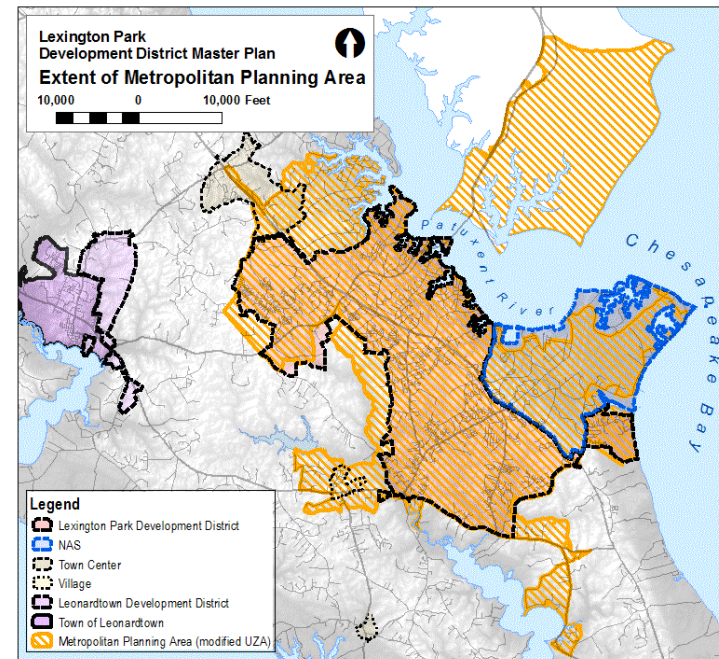 Lexington Park
Development District Master Plan
Extent of Metropolitan Planning Area
10,000 0 10,000 Feet
Patuxent River
Chesapeake Bay
Legend
Lexington Park Development District
NAS
Town Center
Village
Leonardtown Development District
Town of Leonardtown
Metropolitan Planning Area (modified UZA)